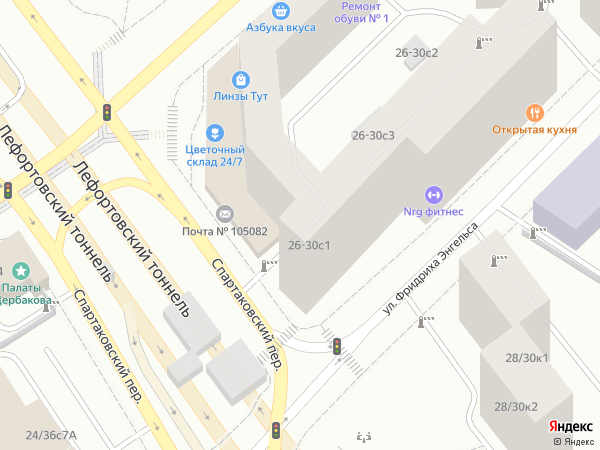 Азбука вкуса
Ремонт
обуви № 1
26-30с2
Линзы Тут
Открытая кухня
26-30с3
Цветочный
склад 24/7
Nrg фитнес
Почта № 105082
26-30с1
Лефортовский тоннель
Лефортовский тоннель
Спартаковский пер.
Спартаковский пер.
ул. Фридриха Энгельса
4
Палаты
Щербакова
28/30к1
28/30к2
24/36с7А
Яндекс
© Яндекс